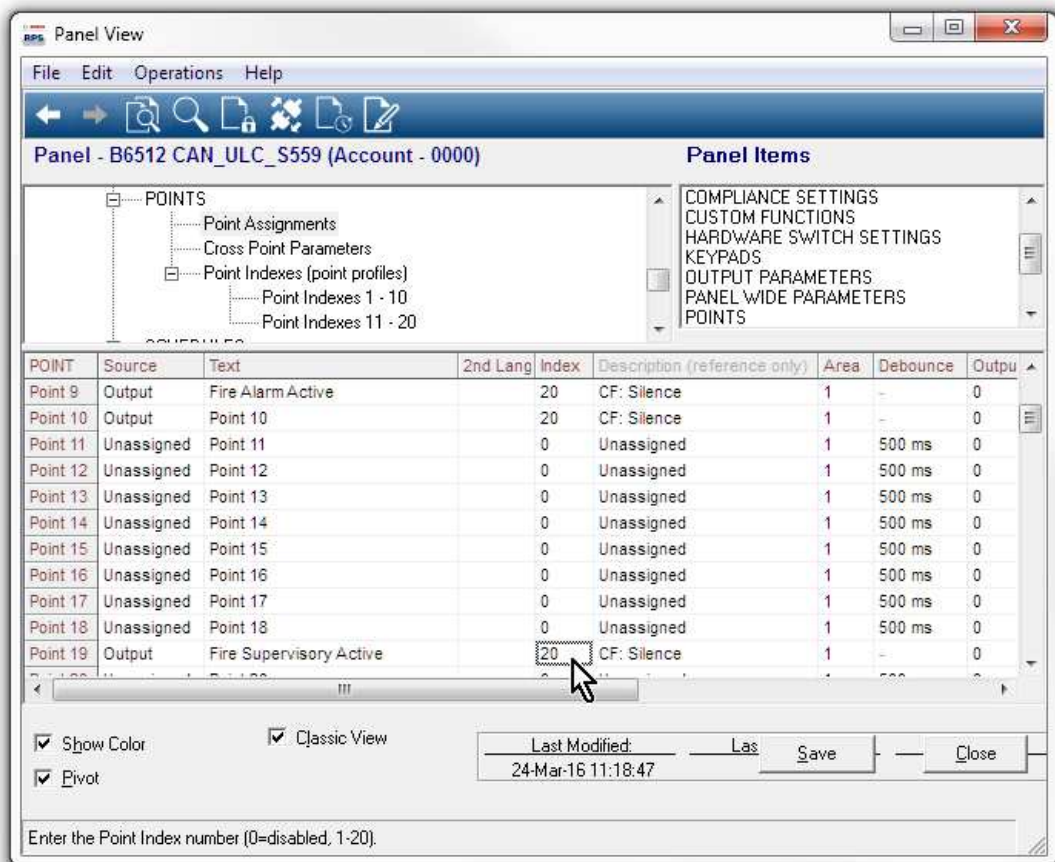 RPS Panel View
File Edit Operations Help
Panel - B6512 CAN_ULC_S559 (Account - 0000)
Panel Items
POINTS
Point Assignments
Cross Point Parameters
Point Indexes (point profiles)
Point Indexes 1 - 10
Point Indexes 11 - 20
COMPLIANCE SETTINGS
CUSTOM FUNCTIONS
HARDWARE SWITCH SETTINGS
KEYPADS
OUTPUT PARAMETERS
PANEL WIDE PARAMETERS
POINTS
POINT Source Text 2nd Lang Index Description (reference only) Area Debounce Outpu
Point 9 Output Fire Alarm Active 20 CF: Silence 1 - 0
Point 10 Output Point 10 20 CF: Silence 1 - 0
Point 11 Unassigned Point 11 0 Unassigned 1 500 ms 0
Point 12 Unassigned Point 12 0 Unassigned 1 500 ms 0
Point 13 Unassigned Point 13 0 Unassigned 1 500 ms 0
Point 14 Unassigned Point 14 0 Unassigned 1 500 ms 0
Point 15 Unassigned Point 15 0 Unassigned 1 500 ms 0
Point 16 Unassigned Point 16 0 Unassigned 1 500 ms 0
Point 17 Unassigned Point 17 0 Unassigned 1 500 ms 0
Point 18 Unassigned Point 18 0 Unassigned 1 500 ms 0
Point 19 Output Fire Supervisory Active 20 CF: Silence 1 - 0
Show Color
Classic View
Pivot
Last Modified:
24-Mar-16 11:18:47
Las
Save
Close
Enter the Point Index number (0=disabled, 1-20).